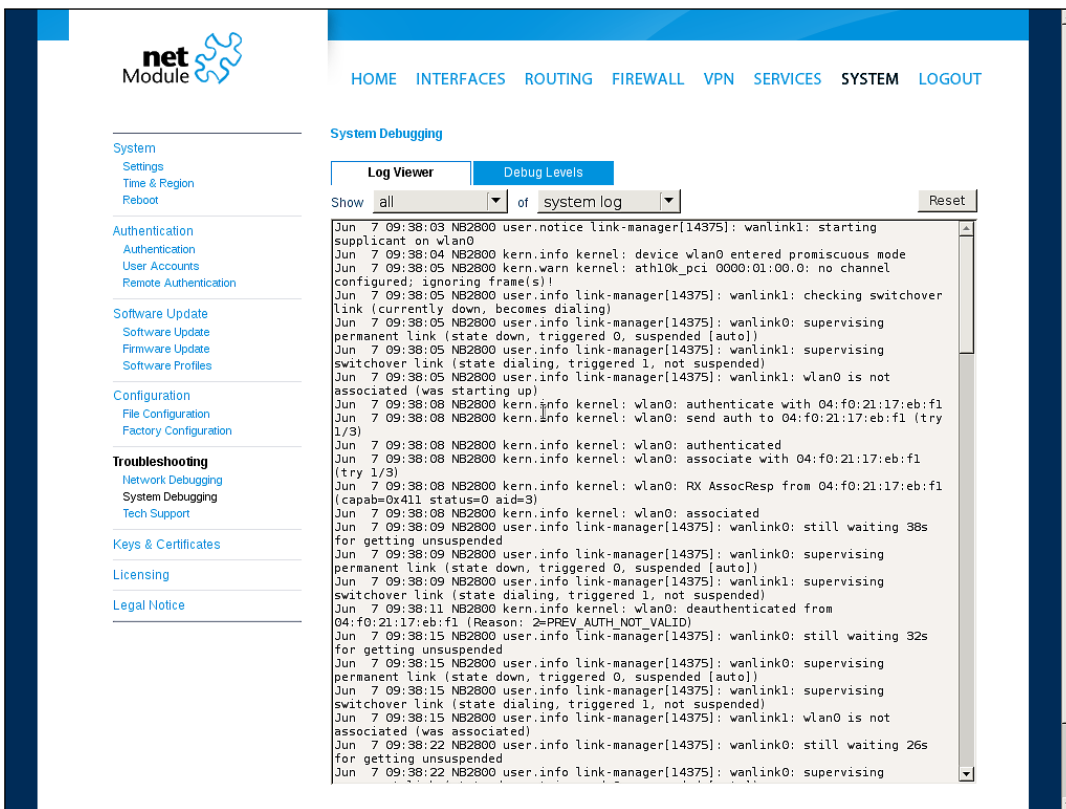 net
Module
HOME INTERFACES ROUTING FIREWALL VPN SERVICES SYSTEM LOGOUT
System
Settings
Time & Region
Reboot
Authentication
Authentication
User Accounts
Remote Authentication
Software Update
Software Update
Firmware Update
Software Profiles
Configuration
File Configuration
Factory Configuration
Troubleshooting
Network Debugging
System Debugging
Tech Support
Keys & Certificates
Licensing
Legal Notice
System Debugging
Log Viewer Debug Levels
Show all of system log Reset
Jun  7 09:38:03 NB2800 user.notice link-manager[14375]: wanlink1: starting
supplicant on wlan0
Jun  7 09:38:04 NB2800 kern.info kernel: device wlan0 entered promiscuous mode
Jun  7 09:38:05 NB2800 kern.warn kernel: ath10k_pci 0000:01:00.0: no channel
configured; ignoring frame(s)!
Jun  7 09:38:05 NB2800 user.info link-manager[14375]: wanlink1: checking switchover
link (currently down, becomes dialing)
Jun  7 09:38:05 NB2800 user.info link-manager[14375]: wanlink0: supervising
permanent link (state down, triggered 0, suspended [auto])
Jun  7 09:38:05 NB2800 user.info link-manager[14375]: wanlink1: supervising
switchover link (state dialing, triggered 1, not suspended)
Jun  7 09:38:05 NB2800 user.info link-manager[14375]: wanlink1: wlan0 is not
associated (was starting up)
Jun  7 09:38:08 NB2800 kern.info kernel: wlan0: authenticate with 04:f0:21:17:eb:f1
Jun  7 09:38:08 NB2800 kern.info kernel: wlan0: send auth to 04:f0:21:17:eb:f1 (try
1/3)
Jun  7 09:38:08 NB2800 kern.info kernel: wlan0: authenticated
Jun  7 09:38:08 NB2800 kern.info kernel: wlan0: associate with 04:f0:21:17:eb:f1
(try 1/3)
Jun  7 09:38:08 NB2800 kern.info kernel: wlan0: RX AssocResp from 04:f0:21:17:eb:f1
(capab=0x411 status=0 aid=3)
Jun  7 09:38:08 NB2800 kern.info kernel: wlan0: associated
Jun  7 09:38:09 NB2800 user.info link-manager[14375]: wanlink0: still waiting 38s
for getting unsuspended
Jun  7 09:38:09 NB2800 user.info link-manager[14375]: wanlink0: supervising
permanent link (state down, triggered 0, suspended [auto])
Jun  7 09:38:09 NB2800 user.info link-manager[14375]: wanlink1: supervising
switchover link (state dialing, triggered 1, not suspended)
Jun  7 09:38:11 NB2800 kern.info kernel: wlan0: deauthenticated from
04:f0:21:17:eb:f1 (Reason: 2=PREV_AUTH_NOT_VALID)
Jun  7 09:38:15 NB2800 user.info link-manager[14375]: wanlink0: still waiting 32s
for getting unsuspended
Jun  7 09:38:15 NB2800 user.info link-manager[14375]: wanlink0: supervising
permanent link (state down, triggered 0, suspended [auto])
Jun  7 09:38:15 NB2800 user.info link-manager[14375]: wanlink1: supervising
switchover link (state dialing, triggered 1, not suspended)
Jun  7 09:38:15 NB2800 user.info link-manager[14375]: wanlink1: wlan0 is not
associated (was associated)
Jun  7 09:38:22 NB2800 user.info link-manager[14375]: wanlink0: still waiting 26s
for getting unsuspended
Jun  7 09:38:22 NB2800 user.info link-manager[14375]: wanlink0: supervising